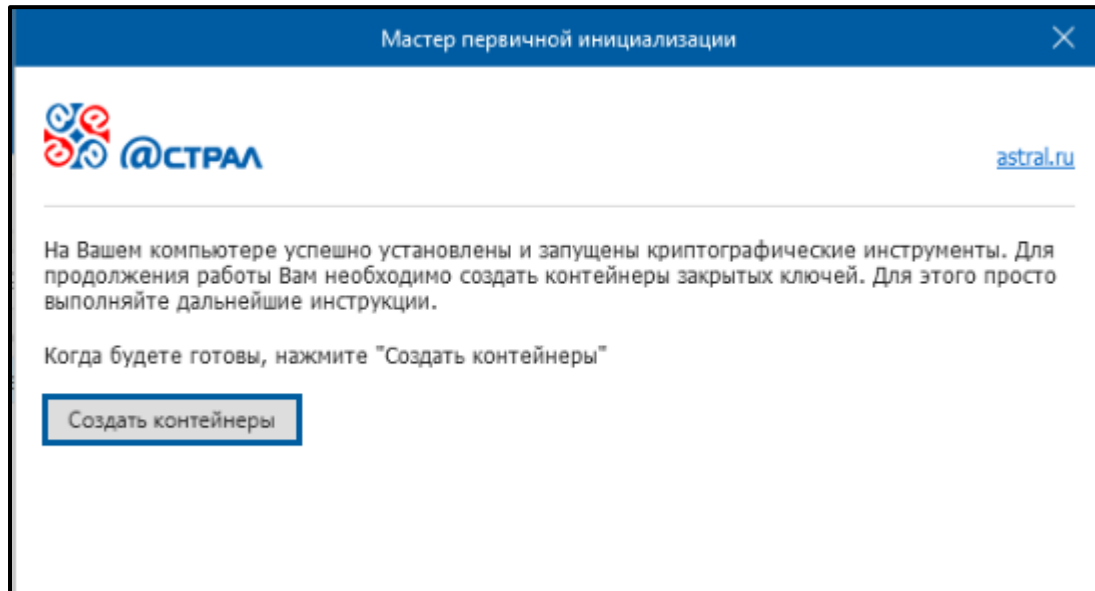 Мастер первичной инициализации
@СТРАЛ
astral.ru
На Вашем компьютере успешно установлены и запущены криптографические инструменты. Для
продолжения работы Вам необходимо создать контейнеры закрытых ключей. Для этого просто
выполняйте дальнейшие инструкции.
Когда будете готовы, нажмите "Создать контейнеры"
Создать контейнеры